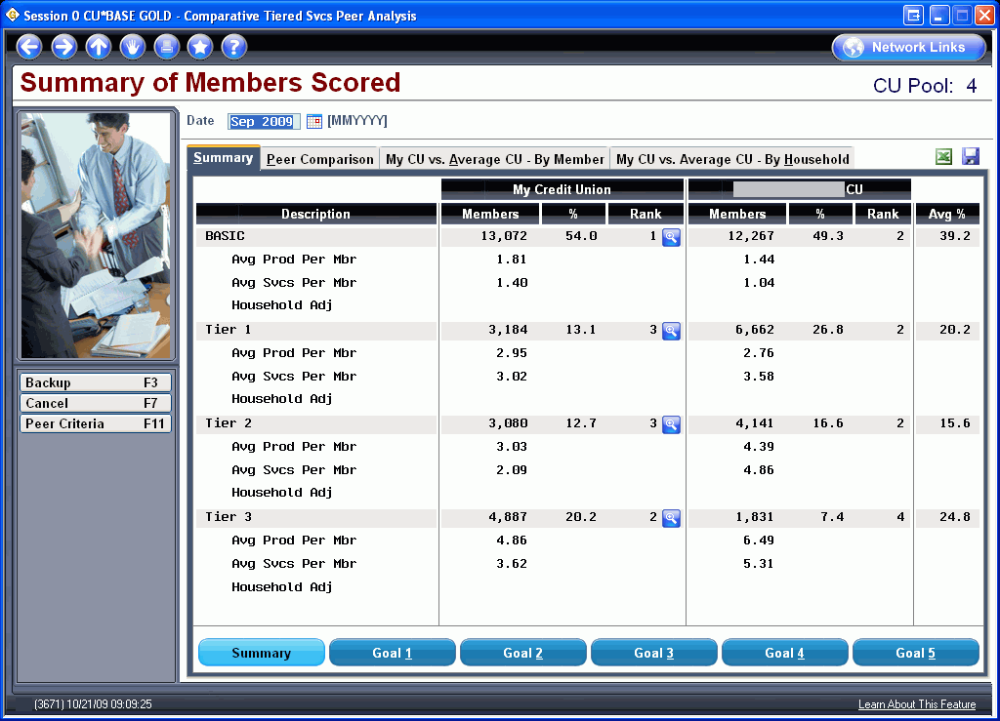 Session 0 CU*BASE GOLD - Comparative Tiered Svcs Peer Analysis
? Network Links
Summary of Members Scored CU Pool: 4
Date Sep 2009 [MMYYYY]
Summary Peer Comparison My CU vs. Average CU - By Member My CU vs. Average CU - By Household
My Credit Union CU
Description Members % Rank Members % Rank Avg %
BASIC 13,072 54.0 1 12,267 49.3 2 39.2
Avg Prod Per Mbr 1.81 1.44
Avg Svcs Per Mbr 1.40 1.04
Household Adj
Tier 1 3,184 13.1 3 6,662 26.8 2 20.2
Avg Prod Per Mbr 2.95 2.76
Avg Svcs Per Mbr 3.02 3.58
Household Adj
Tier 2 3,080 12.7 3 4,141 16.6 2 15.6
Avg Prod Per Mbr 3.03 4.39
Avg Svcs Per Mbr 2.09 4.86
Household Adj
Tier 3 4,887 20.2 2 1,831 7.4 4 24.8
Avg Prod Per Mbr 4.86 6.49
Avg Svcs Per Mbr 3.62 5.31
Household Adj
Backup F3
Cancel F7
Peer Criteria F11
Summary Goal 1 Goal 2 Goal 3 Goal 4 Goal 5
(3671) 10/21/09 09:09:25 Learn About This Feature